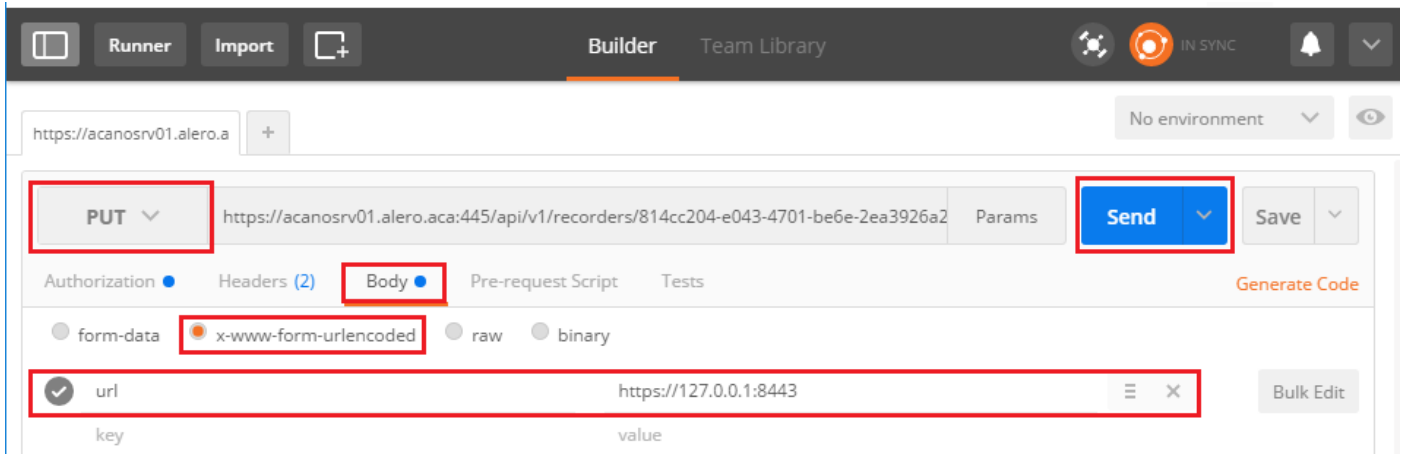 Runner Import Builder Team Library IN SYNC
https://acanosrv01.alero.a + No environment
PUT https://acanosrv01.alero.aca:445/api/v1/recorders/814cc204-e043-4701-be6e-2ea3926a2 Params Send Save
Authorization Headers (2) Body Pre-request Script Tests Generate Code
form-data x-www-form-urlencoded raw binary
url https://127.0.0.1:8443 Bulk Edit
key value